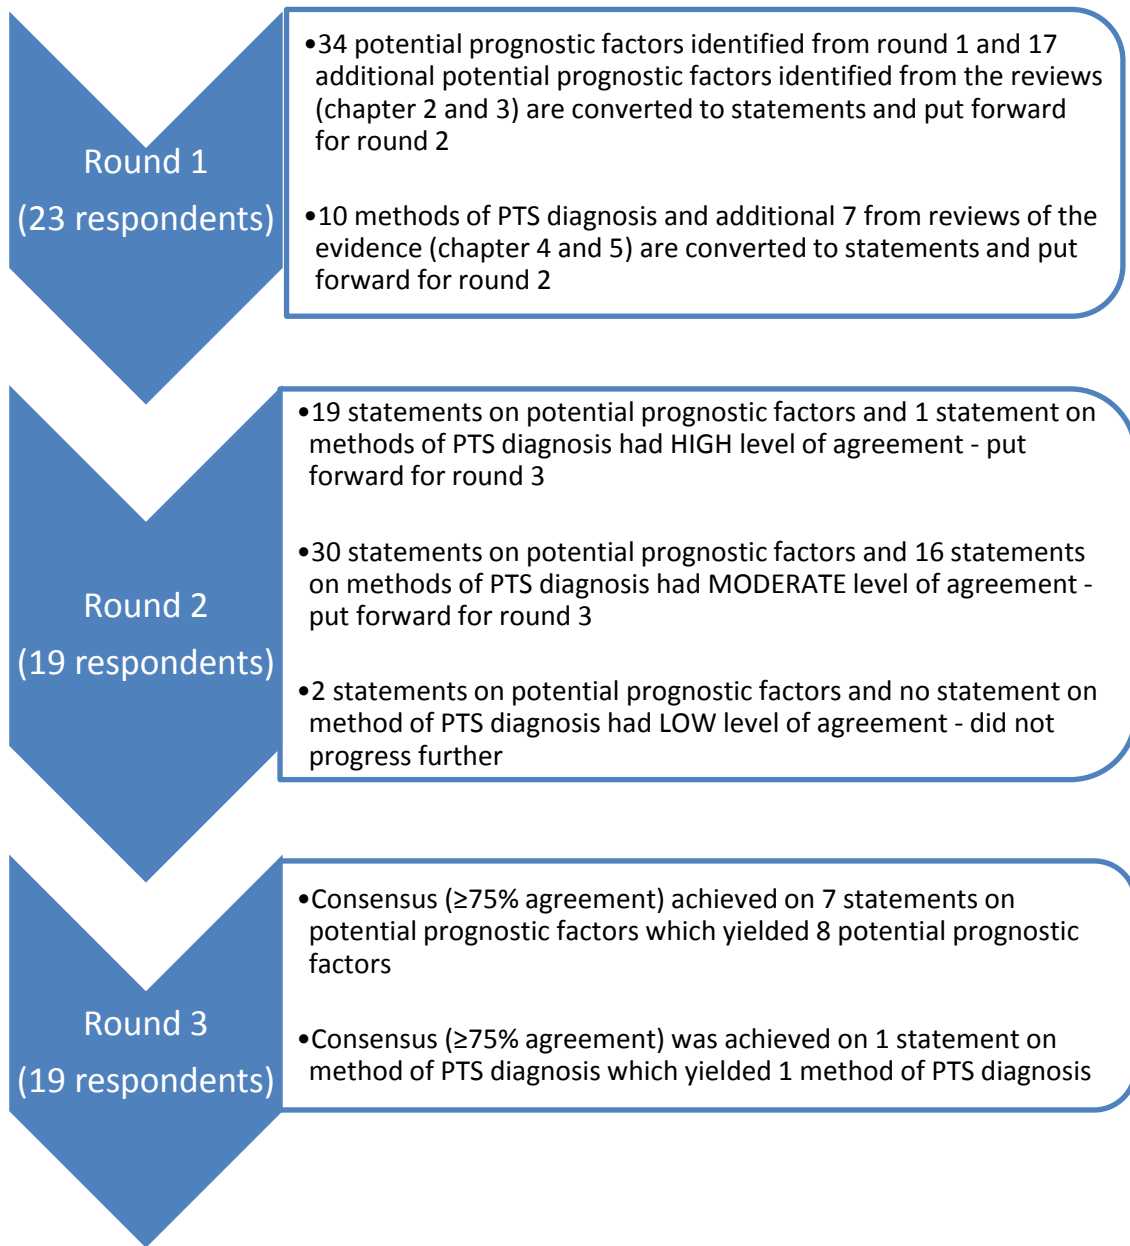 Round 1
(23 respondents)
•34 potential prognostic factors identified from round 1 and 17
additional potential prognostic factors identified from the reviews
(chapter 2 and 3) are converted to statements and put forward
for round 2
•10 methods of PTS diagnosis and additional 7 from reviews of the
evidence (chapter 4 and 5) are converted to statements and put
forward for round 2
Round 2
(19 respondents)
•19 statements on potential prognostic factors and 1 statement on
methods of PTS diagnosis had HIGH level of agreement - put
forward for round 3
•30 statements on potential prognostic factors and 16 statements
on methods of PTS diagnosis had MODERATE level of agreement -
put forward for round 3
•2 statements on potential prognostic factors and no statement on
method of PTS diagnosis had LOW level of agreement - did not
progress further
Round 3
(19 respondents)
•Consensus (≥75% agreement) achieved on 7 statements on
potential prognostic factors which yielded 8 potential prognostic
factors
•Consensus (≥75% agreement) was achieved on 1 statement on
method of PTS diagnosis which yielded 1 method of PTS diagnosis